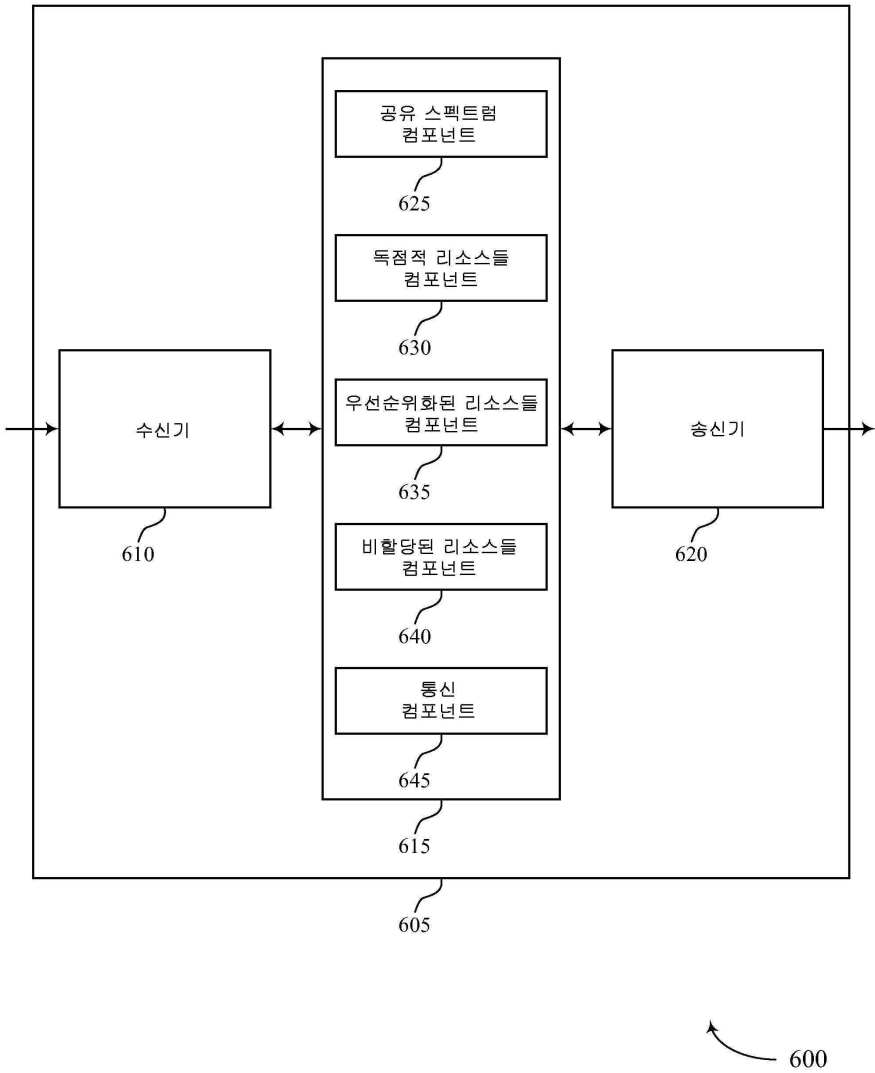 공유 스펙트럼
컴포넌트
625
독점적 리소스들
컴포넌트
630
수신기
610
우선순위화된 리소스들
컴포넌트
635
송신기
620
비할당된 리소스들
컴포넌트
640
통신
컴포넌트
645
615
605
600